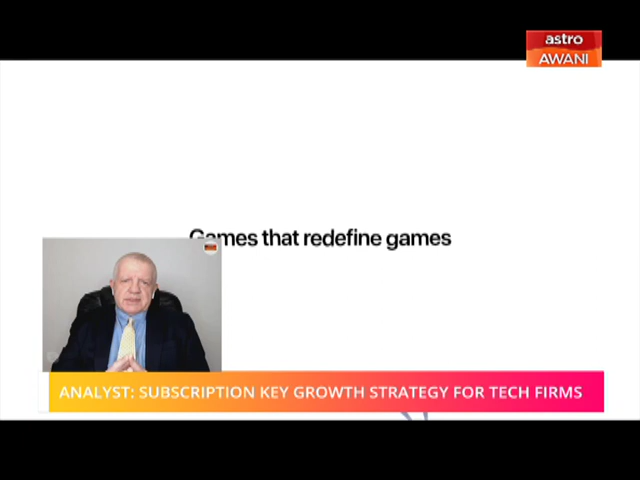 astro
AWANI
Games that redefine games
ANALYST: SUBSCRIPTION KEY GROWTH STRATEGY FOR TECH FIRMS